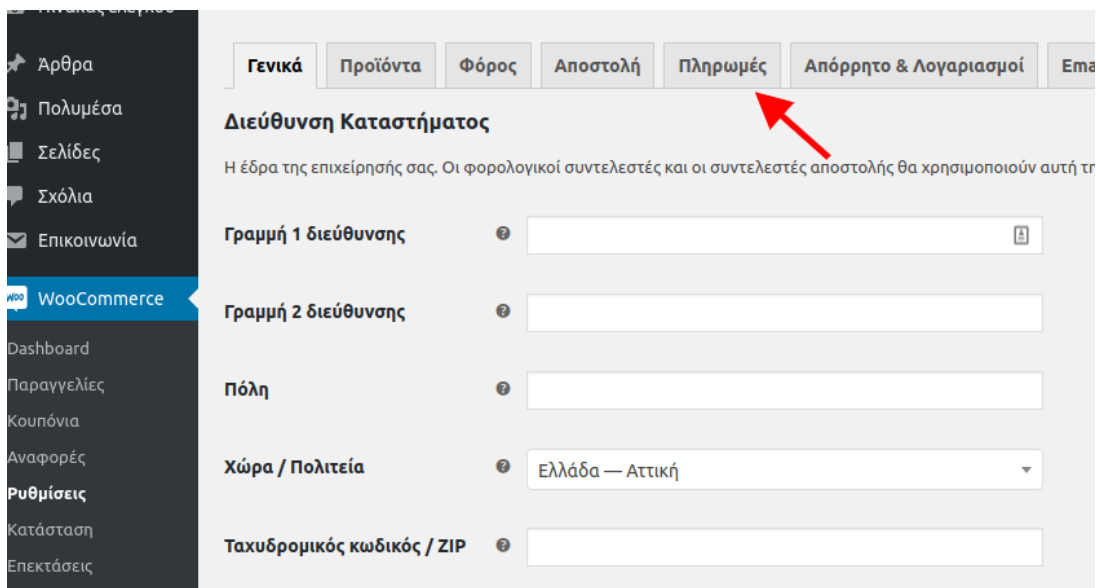 Άρθρα
Πολυμέσα
Σελίδες
Σχόλια
Επικοινωνία
WooCommerce
Dashboard
Παραγγελίες
Κουπόνια
Αναφορές
Ρυθμίσεις
Κατάσταση
Επεκτάσεις
Γενικά Προϊόντα Φόρος Αποστολή Πληρωμές Απόρρητο & Λογαριασμοί Ema
Διεύθυνση Καταστήματος
Η έδρα της επιχείρησής σας. Οι φορολογικοί συντελεστές και οι συντελεστές αποστολής θα χρησιμοποιούν αυτή τη
Γραμμή 1 διεύθυνσης
Γραμμή 2 διεύθυνσης
Πόλη
Χώρα / Πολιτεία
Ελλάδα — Αττική
Ταχυδρομικός κωδικός / ZIP